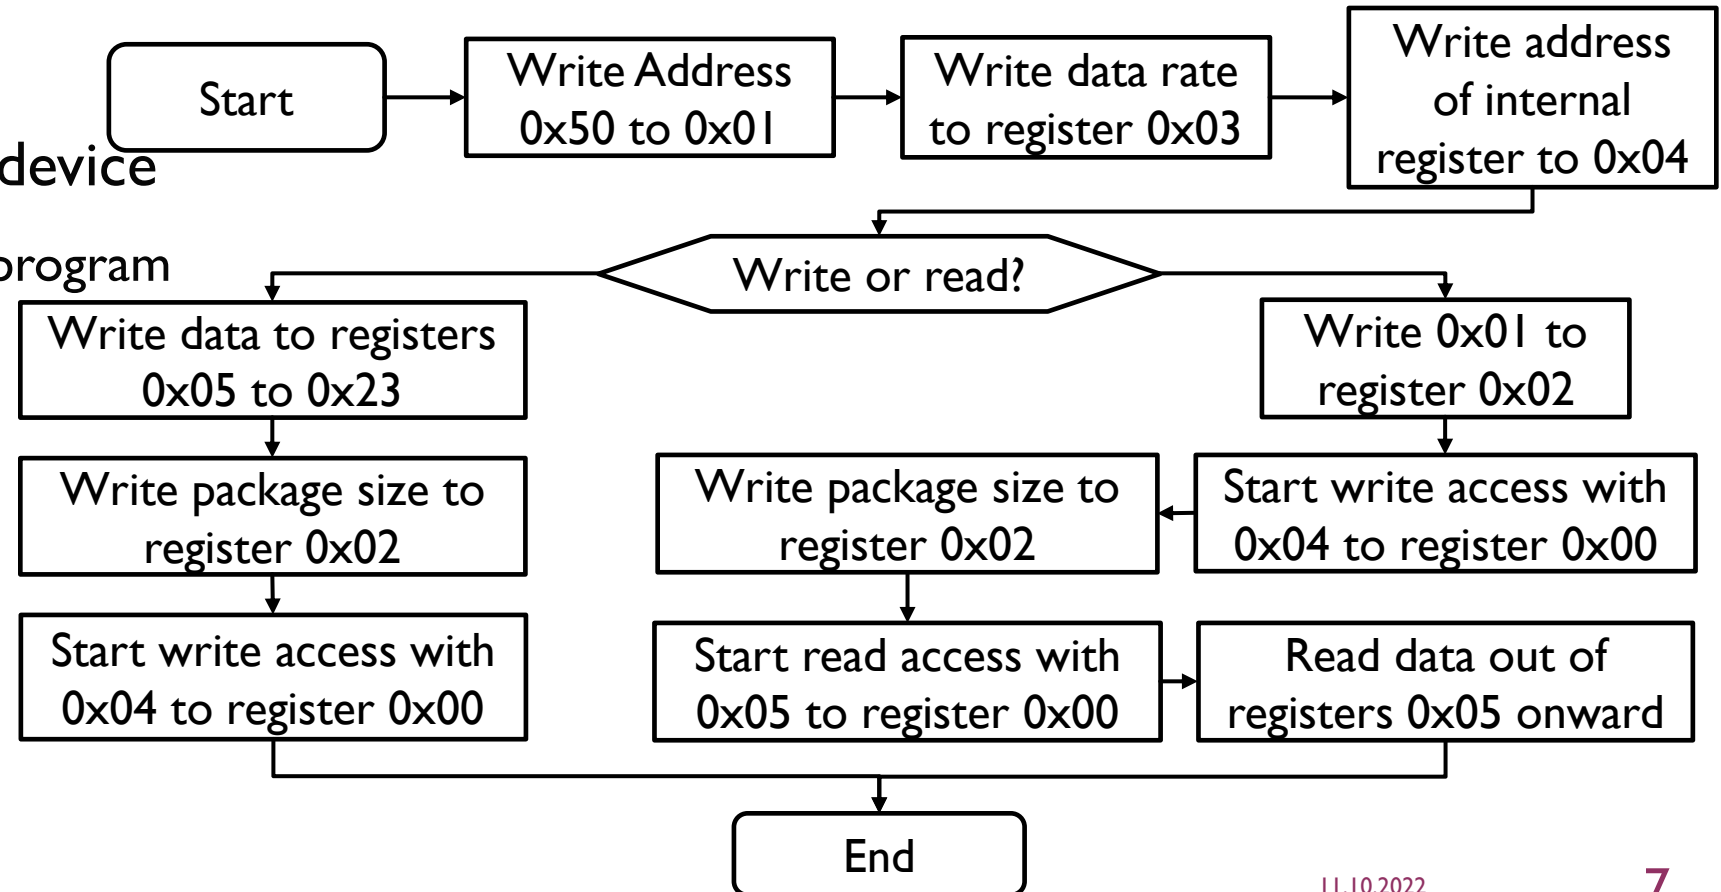 Start
Write Address
0x50 to 0x01
Write data rate
to register 0x03
Write address
of internal
register to 0x04
device
program
Write or read?
Write data to registers
0x05 to 0x23
Write package size to
register 0x02
Start write access with
0x04 to register 0x00
Write 0x01 to
register 0x02
Start write access with
0x04 to register 0x00
Write package size to
register 0x02
Start read access with
0x05 to register 0x00
Read data out of
registers 0x05 onward
End
11.10.2022
7